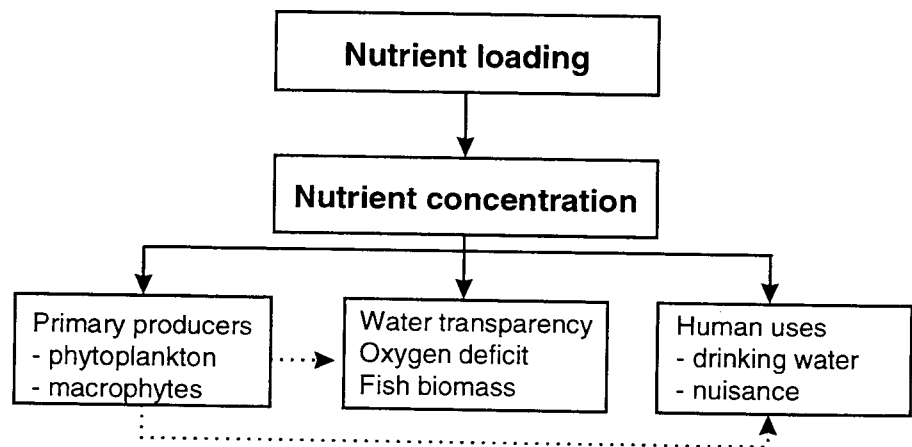 Nutrient loading
Nutrient concentration
Primary producers
- phytoplankton
- macrophytes
Water transparency
Oxygen deficit
Fish biomass
Human uses
- drinking water
- nuisance